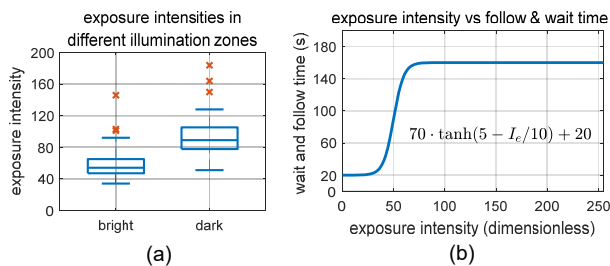 exposure intensities in
different illumination zones
exposure intensity
200
160
120
80
40
0
bright
dark
(a)
exposure intensity vs follow & wait time
wait and follow time (s)
180
140
100
60
20
0
70 · tanh(5 − I_e/10) + 20
0
50
100
150
200
250
exposure intensity (dimensionless)
(b)